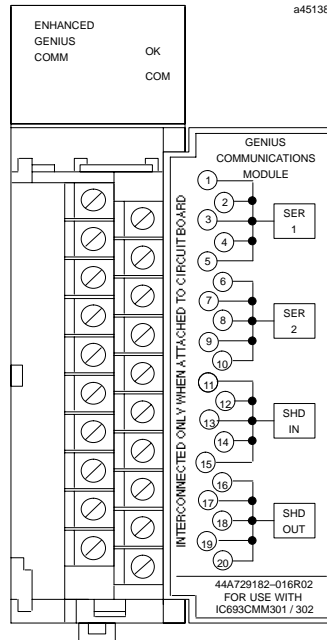 a45138
ENHANCED
GENIUS
COMM
OK
COM
GENIUS
COMMUNICATIONS
MODULE
INTERCONNECTED ONLY WHEN ATTACHED TO CIRCUIT BOARD
1
2
3
4
5
SER
1
6
7
8
9
10
SER
2
11
12
13
14
15
SHD
IN
16
17
18
19
20
SHD
OUT
44A729182–016R02
FOR USE WITH
IC693CMM301 / 302